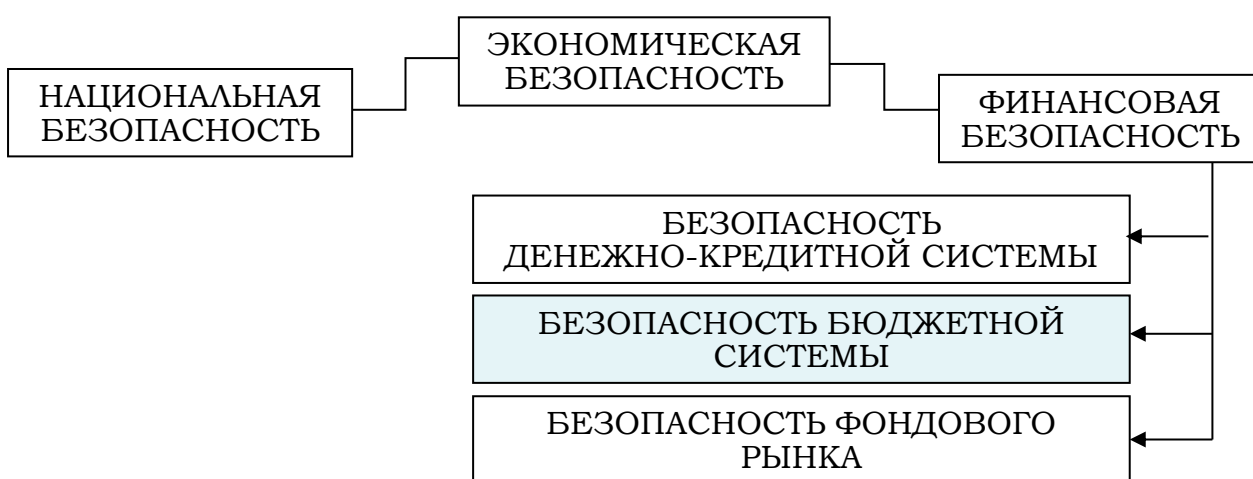 ЭКОНОМИЧЕСКАЯ
БЕЗОПАСНОСТЬ
НАЦИОНАЛЬНАЯ
БЕЗОПАСНОСТЬ
ФИНАНСОВАЯ
БЕЗОПАСНОСТЬ
БЕЗОПАСНОСТЬ
ДЕНЕЖНО-КРЕДИТНОЙ СИСТЕМЫ
БЕЗОПАСНОСТЬ БЮДЖЕТНОЙ
СИСТЕМЫ
БЕЗОПАСНОСТЬ ФОНДОВОГО
РЫНКА